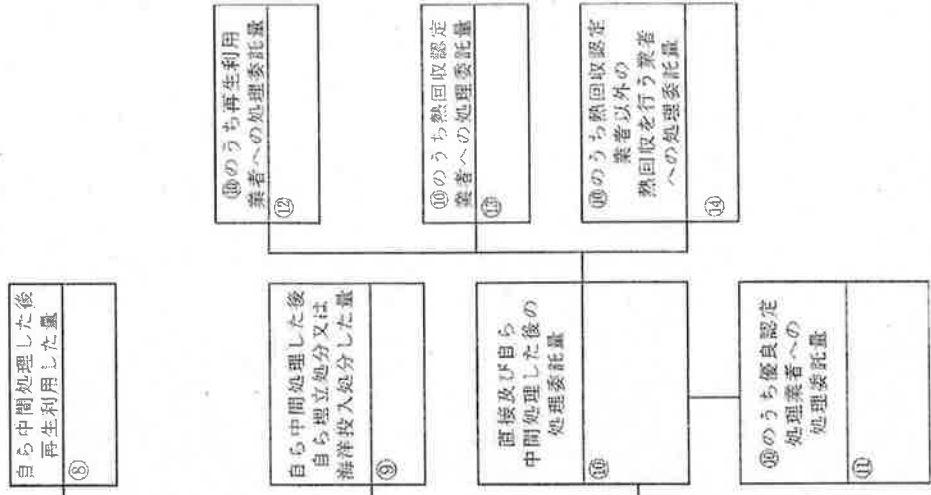 自ら中間処理した後
再生利用した量
⑧
自ら中間処理した後
自ら埋立処分又は
海洋投入処分した量
⑨
直接及び自ら
中間処理した後の
処理委託量
⑩
⑩のうち優良認定
処理業者への
処理委託量
⑪
⑩のうち再生利用
業者への処理委託量
⑫
⑩のうち熱回収認定
業者への処理委託量
⑬
⑩のうち熱回収認定
業者以外の
熱回収を行う業者
への処理委託量
⑭